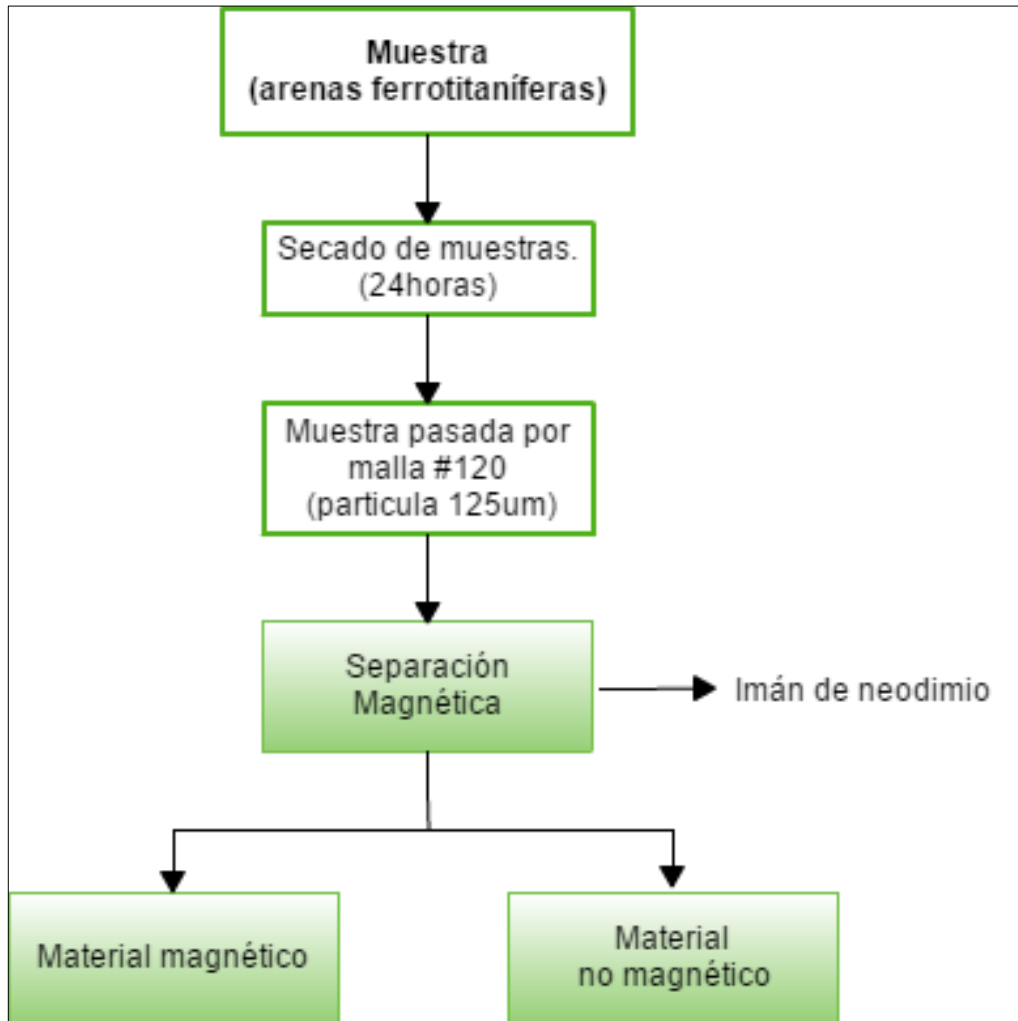 Muestra
(arenas ferrotitaníferas)
Secado de muestras.
(24horas)
Muestra pasada por
malla #120
(particula 125um)
Separación
Magnética
Imán de neodimio
Material magnético
Material
no magnético